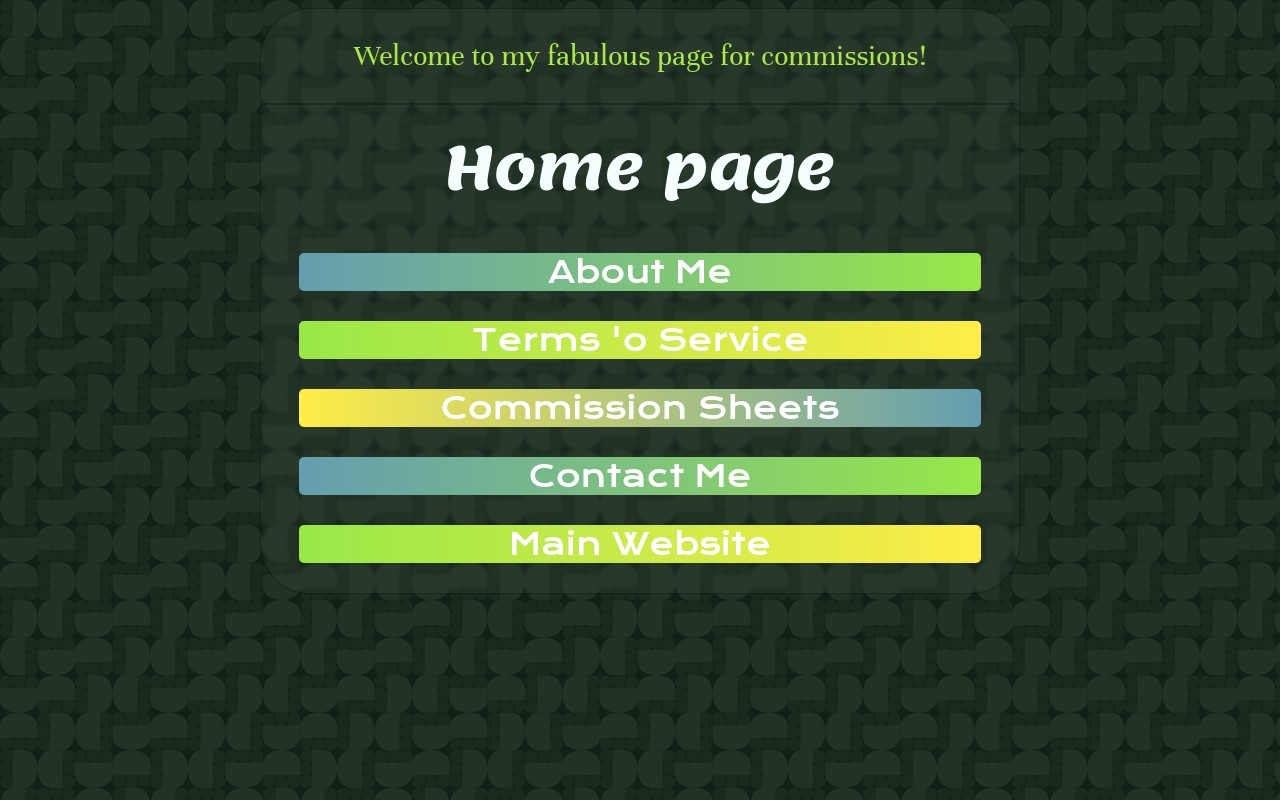 Welcome to my fabulous page for commissions!
Home page
About Me
Terms 'o Service
Commission Sheets
Contact Me
Main Website